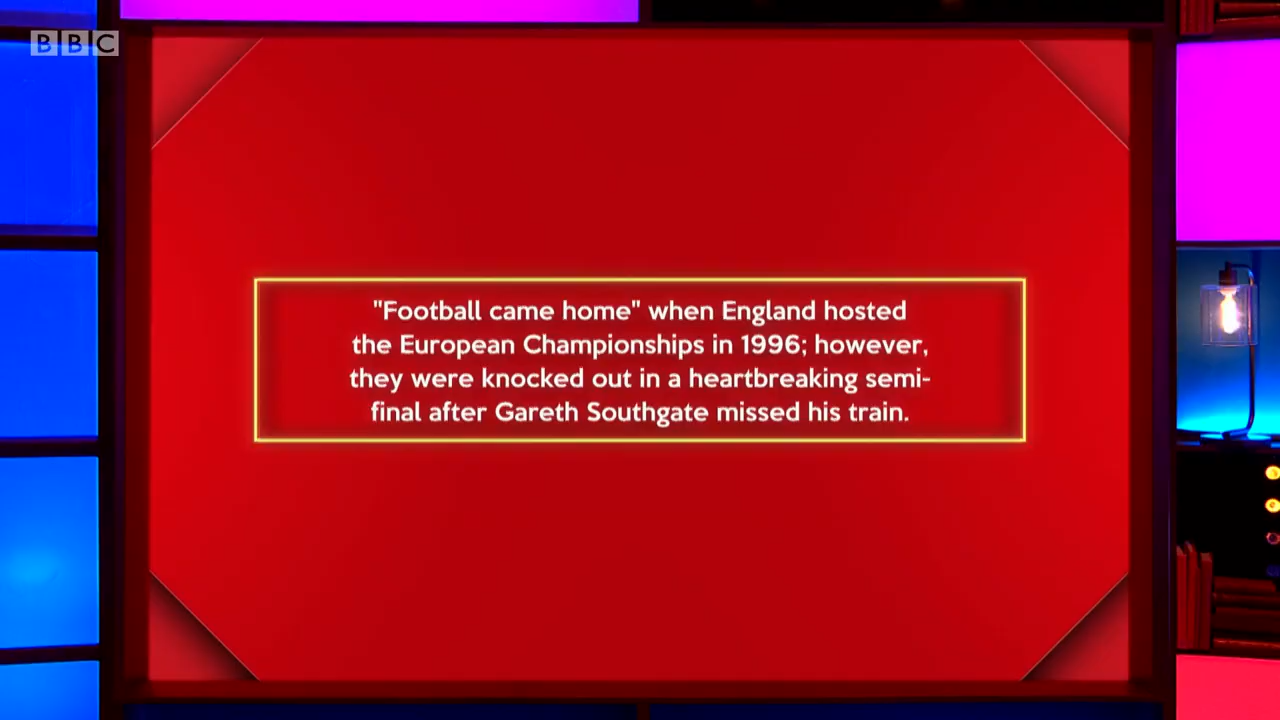 BBC
"Football came home" when England hosted
the European Championships in 1996; however,
they were knocked out in a heartbreaking semi-
final after Gareth Southgate missed his train.